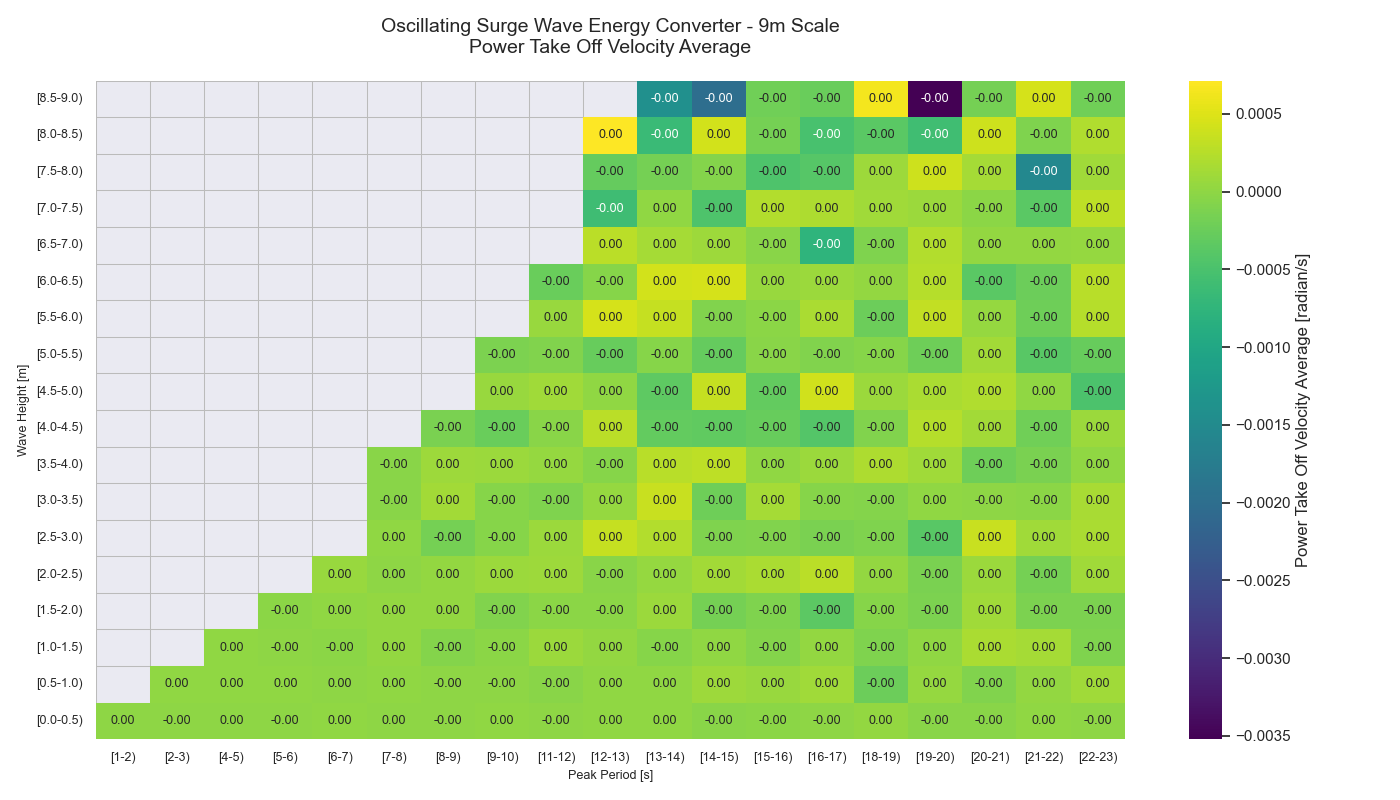 Oscillating Surge Wave Energy Converter - 9m Scale
Power Take Off Velocity Average
[8.5-9.0) -0.00 -0.00 -0.00 -0.00 0.00 -0.00 -0.00 0.00 -0.00
[8.0-8.5) 0.00 -0.00 0.00 -0.00 -0.00 -0.00 -0.00 0.00 -0.00 0.00
[7.5-8.0) -0.00 -0.00 -0.00 -0.00 -0.00 0.00 0.00 0.00 -0.00 0.00
[7.0-7.5) -0.00 0.00 -0.00 0.00 0.00 0.00 0.00 -0.00 -0.00 0.00
[6.5-7.0) 0.00 0.00 0.00 -0.00 -0.00 -0.00 0.00 0.00 0.00 0.00
[6.0-6.5) -0.00 -0.00 0.00 0.00 0.00 0.00 0.00 0.00 -0.00 -0.00 0.00
[5.5-6.0) 0.00 0.00 0.00 -0.00 -0.00 0.00 -0.00 0.00 0.00 -0.00 0.00
[5.0-5.5) -0.00 -0.00 -0.00 -0.00 -0.00 -0.00 -0.00 -0.00 -0.00 0.00 -0.00 -0.00
[4.5-5.0) 0.00 0.00 0.00 -0.00 0.00 -0.00 0.00 0.00 0.00 0.00 0.00 -0.00
[4.0-4.5) -0.00 -0.00 -0.00 0.00 -0.00 -0.00 -0.00 -0.00 -0.00 0.00 0.00 -0.00 0.00
[3.5-4.0) -0.00 0.00 0.00 0.00 -0.00 0.00 0.00 0.00 0.00 0.00 0.00 -0.00 -0.00 0.00
[3.0-3.5) -0.00 0.00 -0.00 -0.00 0.00 0.00 -0.00 0.00 -0.00 -0.00 0.00 -0.00 -0.00 0.00
[2.5-3.0) 0.00 -0.00 -0.00 0.00 0.00 0.00 -0.00 -0.00 -0.00 -0.00 -0.00 0.00 -0.00 0.00
[2.0-2.5) 0.00 -0.00 0.00 0.00 0.00 -0.00 0.00 0.00 0.00 0.00 0.00 -0.00 0.00 -0.00 0.00
[1.5-2.0) -0.00 0.00 0.00 0.00 -0.00 -0.00 -0.00 0.00 -0.00 -0.00 -0.00 -0.00 -0.00 0.00 -0.00 -0.00
[1.0-1.5) 0.00 -0.00 -0.00 0.00 -0.00 -0.00 0.00 0.00 -0.00 0.00 -0.00 0.00 -0.00 0.00 0.00 0.00 -0.00
[0.5-1.0) 0.00 0.00 0.00 0.00 0.00 -0.00 -0.00 -0.00 0.00 0.00 0.00 0.00 0.00 -0.00 0.00 -0.00 0.00 0.00
[0.0-0.5) 0.00 -0.00 0.00 -0.00 0.00 0.00 -0.00 0.00 -0.00 0.00 0.00 -0.00 -0.00 -0.00 0.00 -0.00 -0.00 0.00 -0.00
[1-2) [2-3) [4-5) [5-6) [6-7) [7-8) [8-9) [9-10) [11-12) [12-13) [13-14) [14-15) [15-16) [16-17) [18-19) [19-20) [20-21) [21-22) [22-23)
Peak Period [s]
Wave Height [m]
0.0005
0.0000
−0.0005
−0.0010
−0.0015
−0.0020
−0.0025
−0.0030
−0.0035
Power Take Off Velocity Average [radian/s]